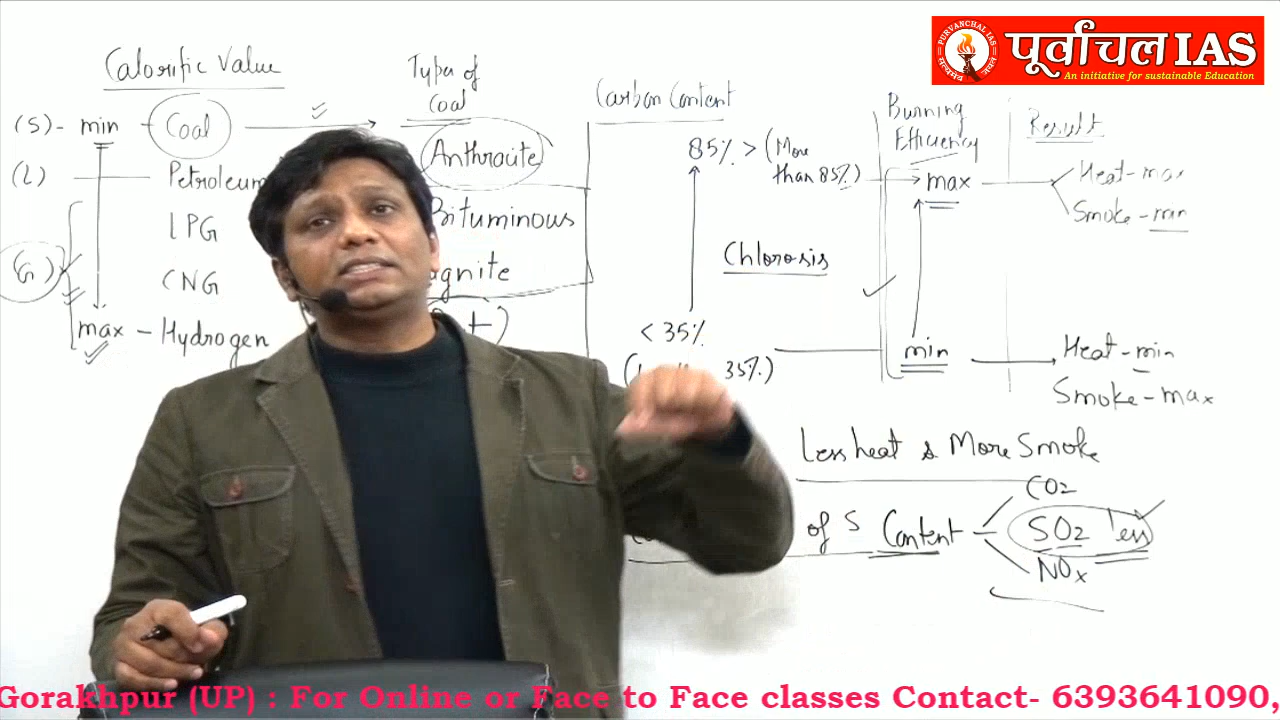 Calorific Value
Type of
Coal
Carbon Content
Burning
Efficiency
Result
PURVANCHAL IAS
पूर्वांचल IAS
An initiative for sustainable Education
(S) - min - Coal
Anthracite
85% > (More
than 85%)
max
Heat-max
Smoke-min
(L)
Petroleum
LPG
Bituminous
Chlorosis
G
CNG
gnite
max - Hydrogen
< 35%
35%)
min
Heat-min
Smoke-max
Less heat & More Smoke
of S Content
CO2
SO2 less
NOx
Gorakhpur (UP) : For Online or Face to Face classes Contact- 6393641090,